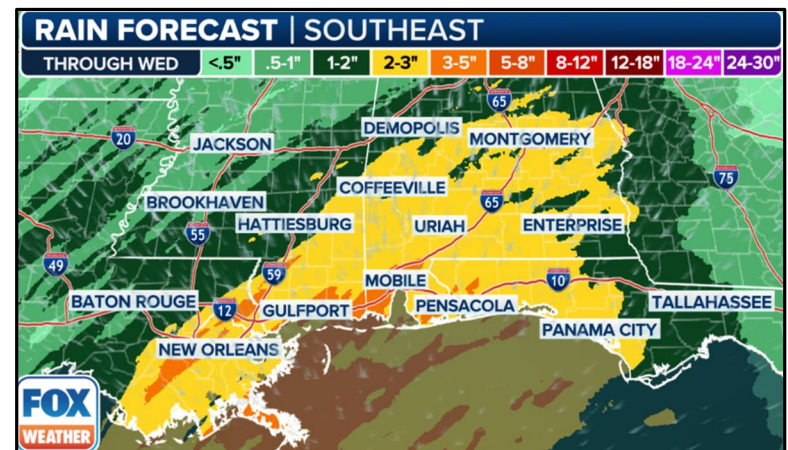 RAIN FORECAST | SOUTHEAST
THROUGH WED <.5" .5-1" 1-2" 2-3" 3-5" 5-8" 8-12" 12-18" 18-24" 24-30"
65
DEMOPOLIS
20
JACKSON
MONTGOMERY
75
COFFEEVILLE
BROOKHAVEN
65
HATTIESBURG
URIAH
ENTERPRISE
55
49
59
MOBILE
10
BATON ROUGE
12
GULFPORT
PENSACOLA
TALLAHASSEE
PANAMA CITY
NEW ORLEANS
FOX
WEATHER